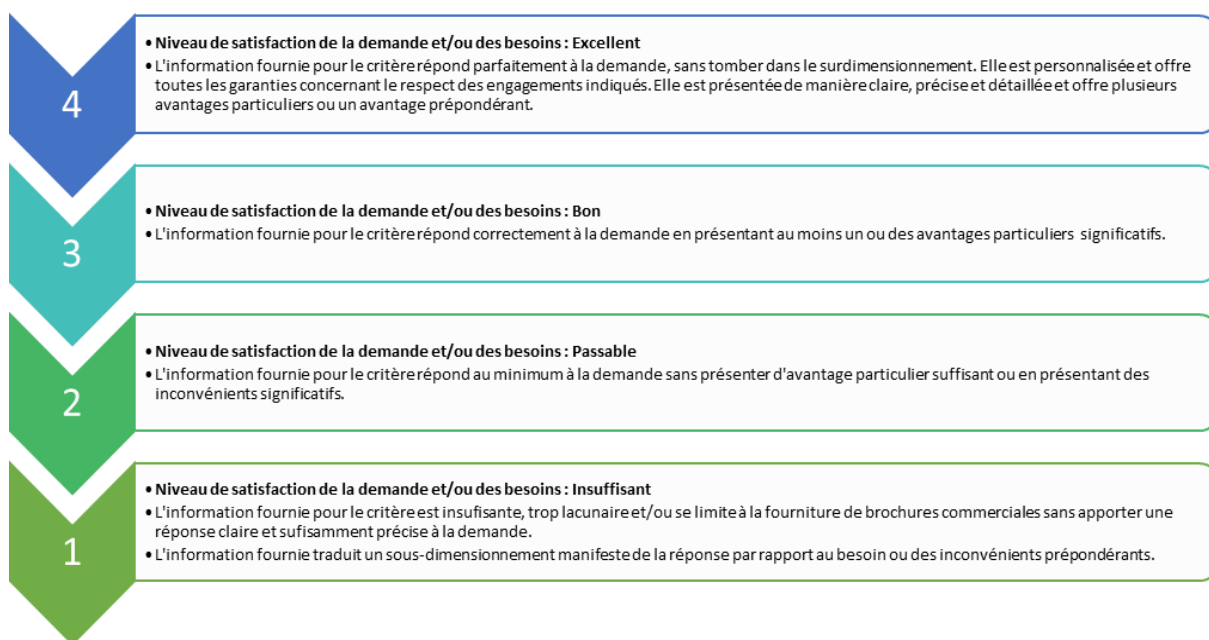 • Niveau de satisfaction de la demande et/ou des besoins : Excellent
• L'information fournie pour le critère répond parfaitement à la demande, sans tomber dans le surdimensionnement. Elle est personnalisée et offre
toutes les garanties concernant le respect des engagements indiqués. Elle est présentée de manière claire, précise et détaillée et offre plusieurs
avantages particuliers ou un avantage prépondérant.
4
• Niveau de satisfaction de la demande et/ou des besoins : Bon
• L'information fournie pour le critère répond correctement à la demande en présentant au moins un ou des avantages particuliers significatifs.
3
• Niveau de satisfaction de la demande et/ou des besoins : Passable
• L'information fournie pour le critère répond au minimum à la demande sans présenter d'avantage particulier suffisant ou en présentant des
inconvénients significatifs.
2
• Niveau de satisfaction de la demande et/ou des besoins : Insuffisant
• L'information fournie pour le critère est insufisante, trop lacunaire et/ou se limite à la fourniture de brochures commerciales sans apporter une
réponse claire et sufisamment précise à la demande.
• L'information fournie traduit un sous-dimensionnement manifeste de la réponse par rapport au besoin ou des inconvénients prépondérants.
1